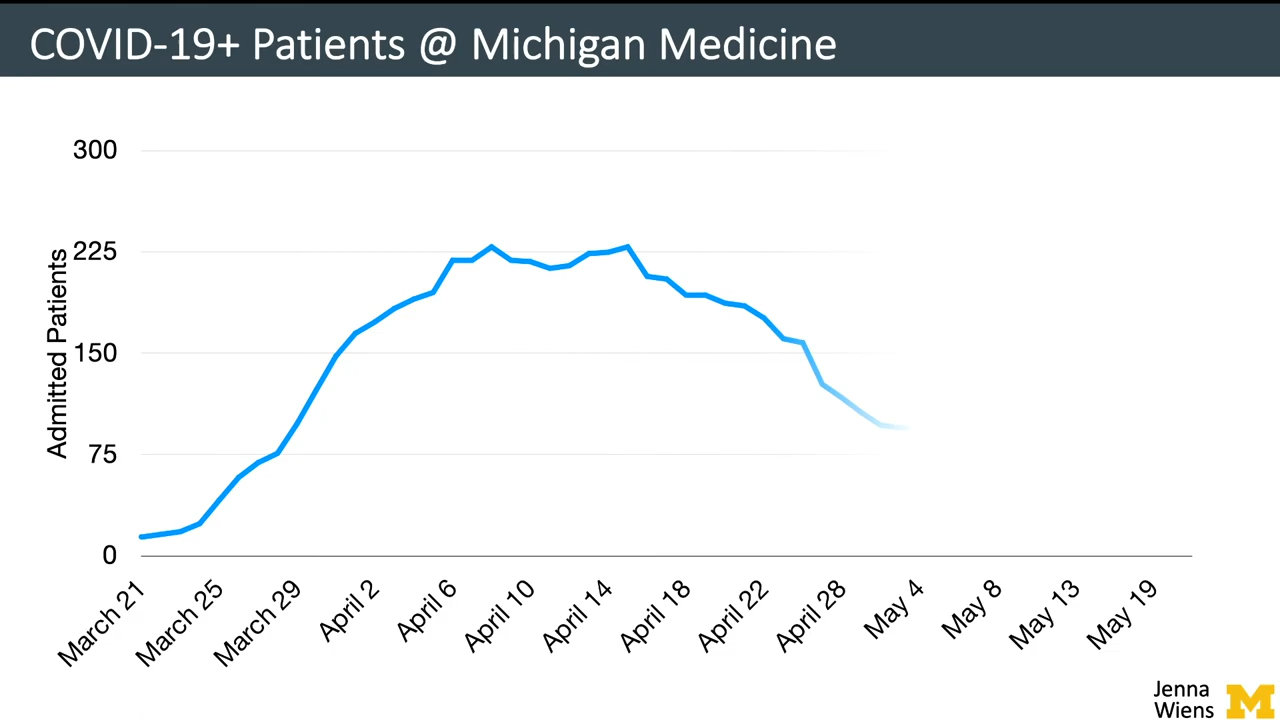 COVID-19+ Patients @ Michigan Medicine
300
225
150
75
0
Admitted Patients
March 21
March 25
March 29
April 2
April 6
April 10
April 14
April 18
April 22
April 28
May 4
May 8
May 13
May 19
Jenna
Wiens
M